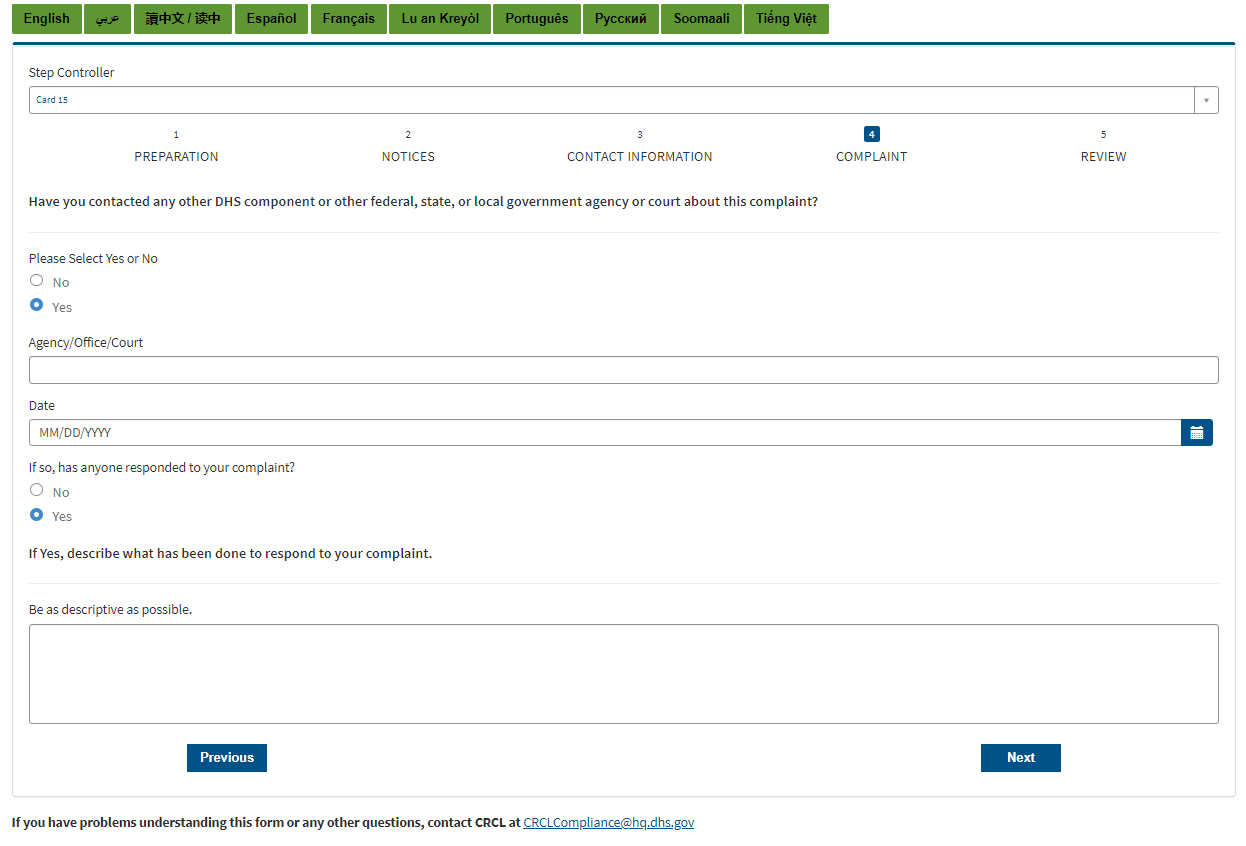 English عربي 讀中文 / 读中 Español Français Lu an Kreyòl Português Русский Soomaali Tiếng Việt
Step Controller
Card 15
1 2 3 4 5
PREPARATION NOTICES CONTACT INFORMATION COMPLAINT REVIEW
Have you contacted any other DHS component or other federal, state, or local government agency or court about this complaint?
Please Select Yes or No
No
Yes
Agency/Office/Court
Date
MM/DD/YYYY
If so, has anyone responded to your complaint?
No
Yes
If Yes, describe what has been done to respond to your complaint.
Be as descriptive as possible.
Previous Next
If you have problems understanding this form or any other questions, contact CRCL at CRCLCompliance@hq.dhs.gov